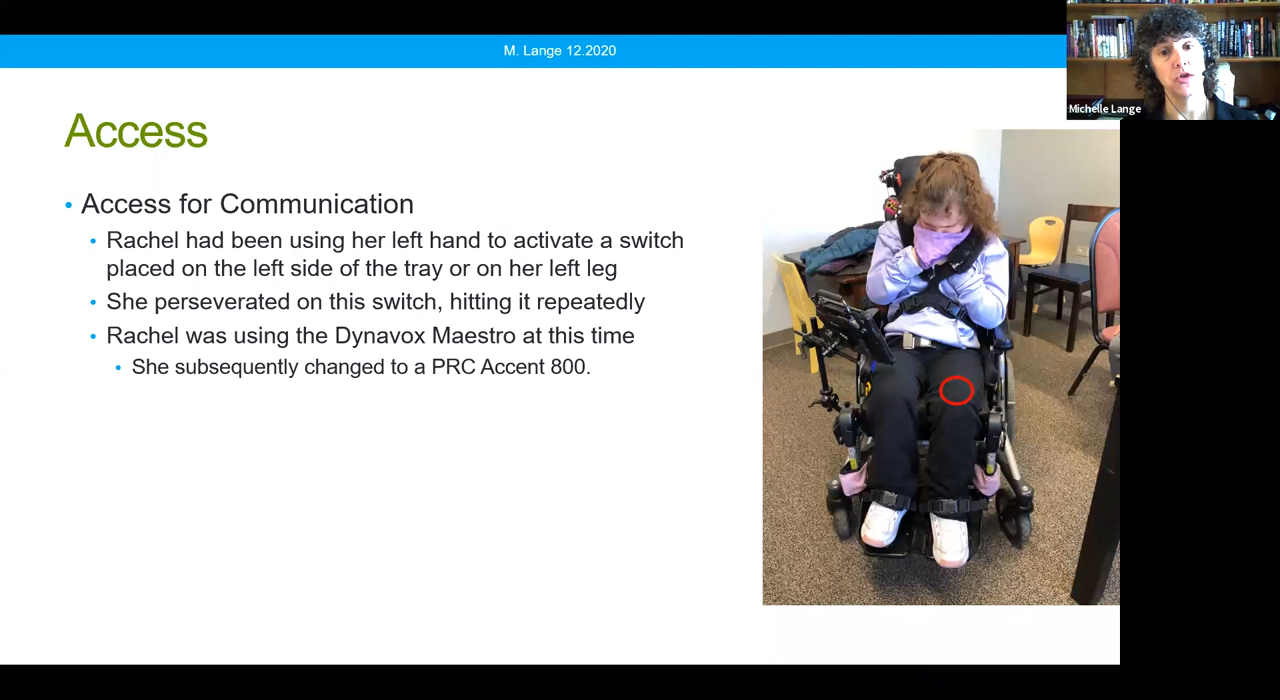 M. Lange 12.2020
Michelle Lange
Access
• Access for Communication
• Rachel had been using her left hand to activate a switch
placed on the left side of the tray or on her left leg
• She perseverated on this switch, hitting it repeatedly
• Rachel was using the Dynavox Maestro at this time
• She subsequently changed to a PRC Accent 800.